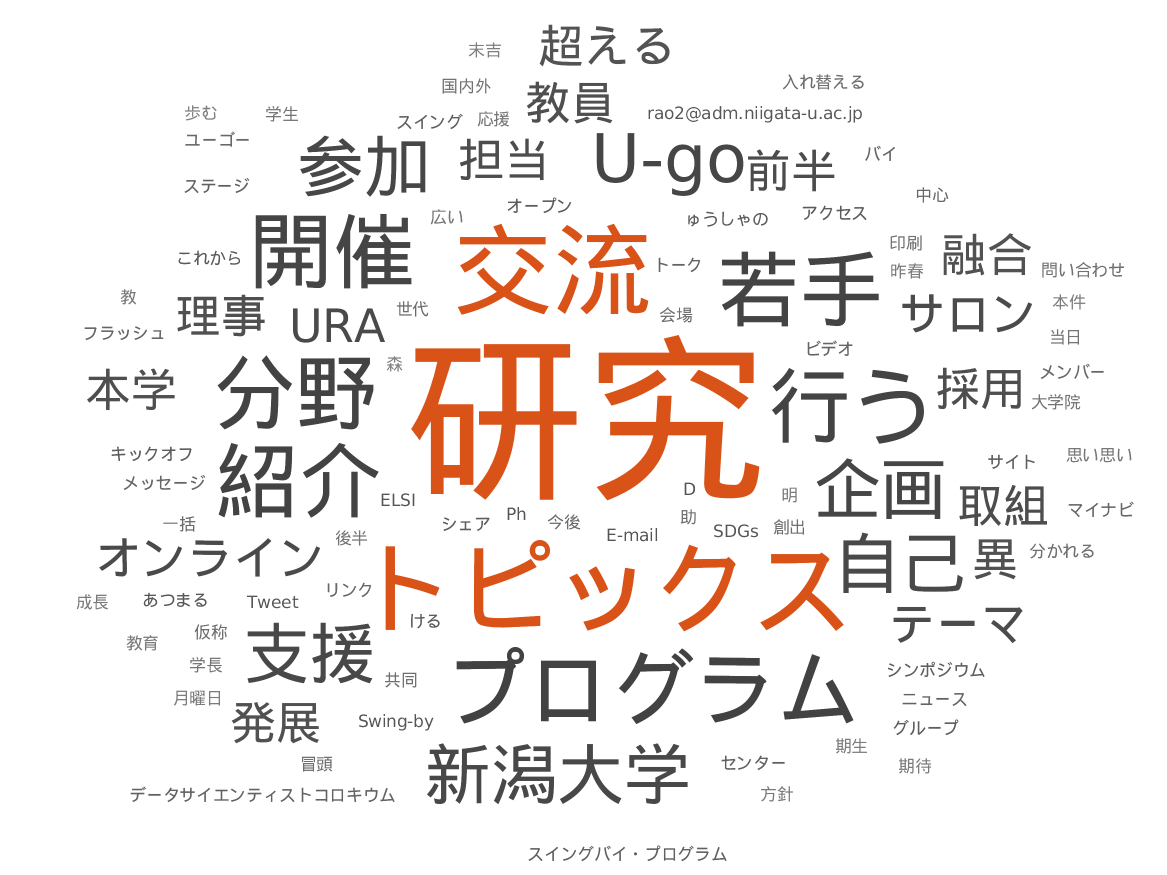 末吉
超える
国内外
教員
入れ替える
歩む
学生
スイング
応援
rao2@adm.niigata-u.ac.jp
ユーゴー
参加
担当
U-go
前半
バイ
ステージ
中心
広い
オープン
ゅうしゃの
アクセス
開催
交流
若手
印刷
融合
これから
トーク
昨春
問い合わせ
教
理事
URA
世代
会場
サロン
本件
フラッシュ
当日
ビデオ
森
研究
本学
分野
行う
採用
メンバー
大学院
キックオフ
紹介
サイト
思い思い
メッセージ
ELSI
D
明
企画
取組
マイナビ
一括
シェア
Ph
今後
助
SDGs
創出
E-mail
後半
オンライン
トピックス
自己
異
分かれる
リンク
成長
あつまる
Tweet
ける
テーマ
仮称
教育
支援
学長
共同
プログラム
シンポジウム
月曜日
ニュース
発展
Swing-by
グループ
期生
冒頭
新潟大学
センター
期待
データサイエンティストコロキウム
方針
スイングバイ・プログラム